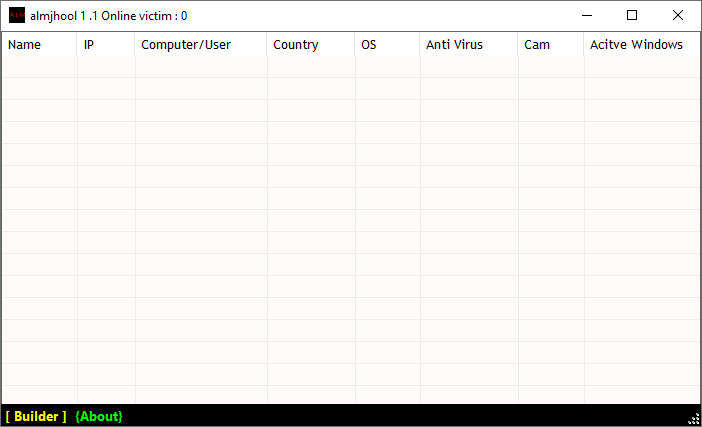 almjhool 1 .1 Online victim : 0
Name IP Computer/User Country OS Anti Virus Cam Acitve Windows
[ Builder ] {About}